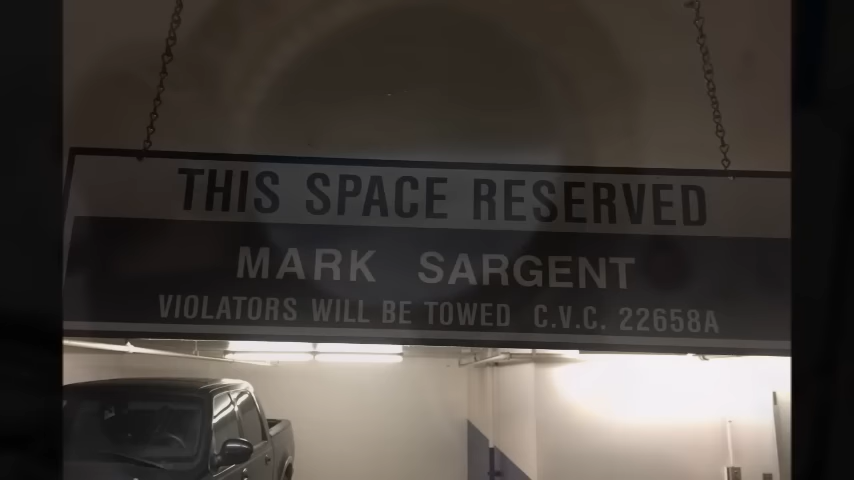 THIS SPACE RESERVED
MARK SARGENT
VIOLATORS WILL BE TOWED C.V.C. 22658A